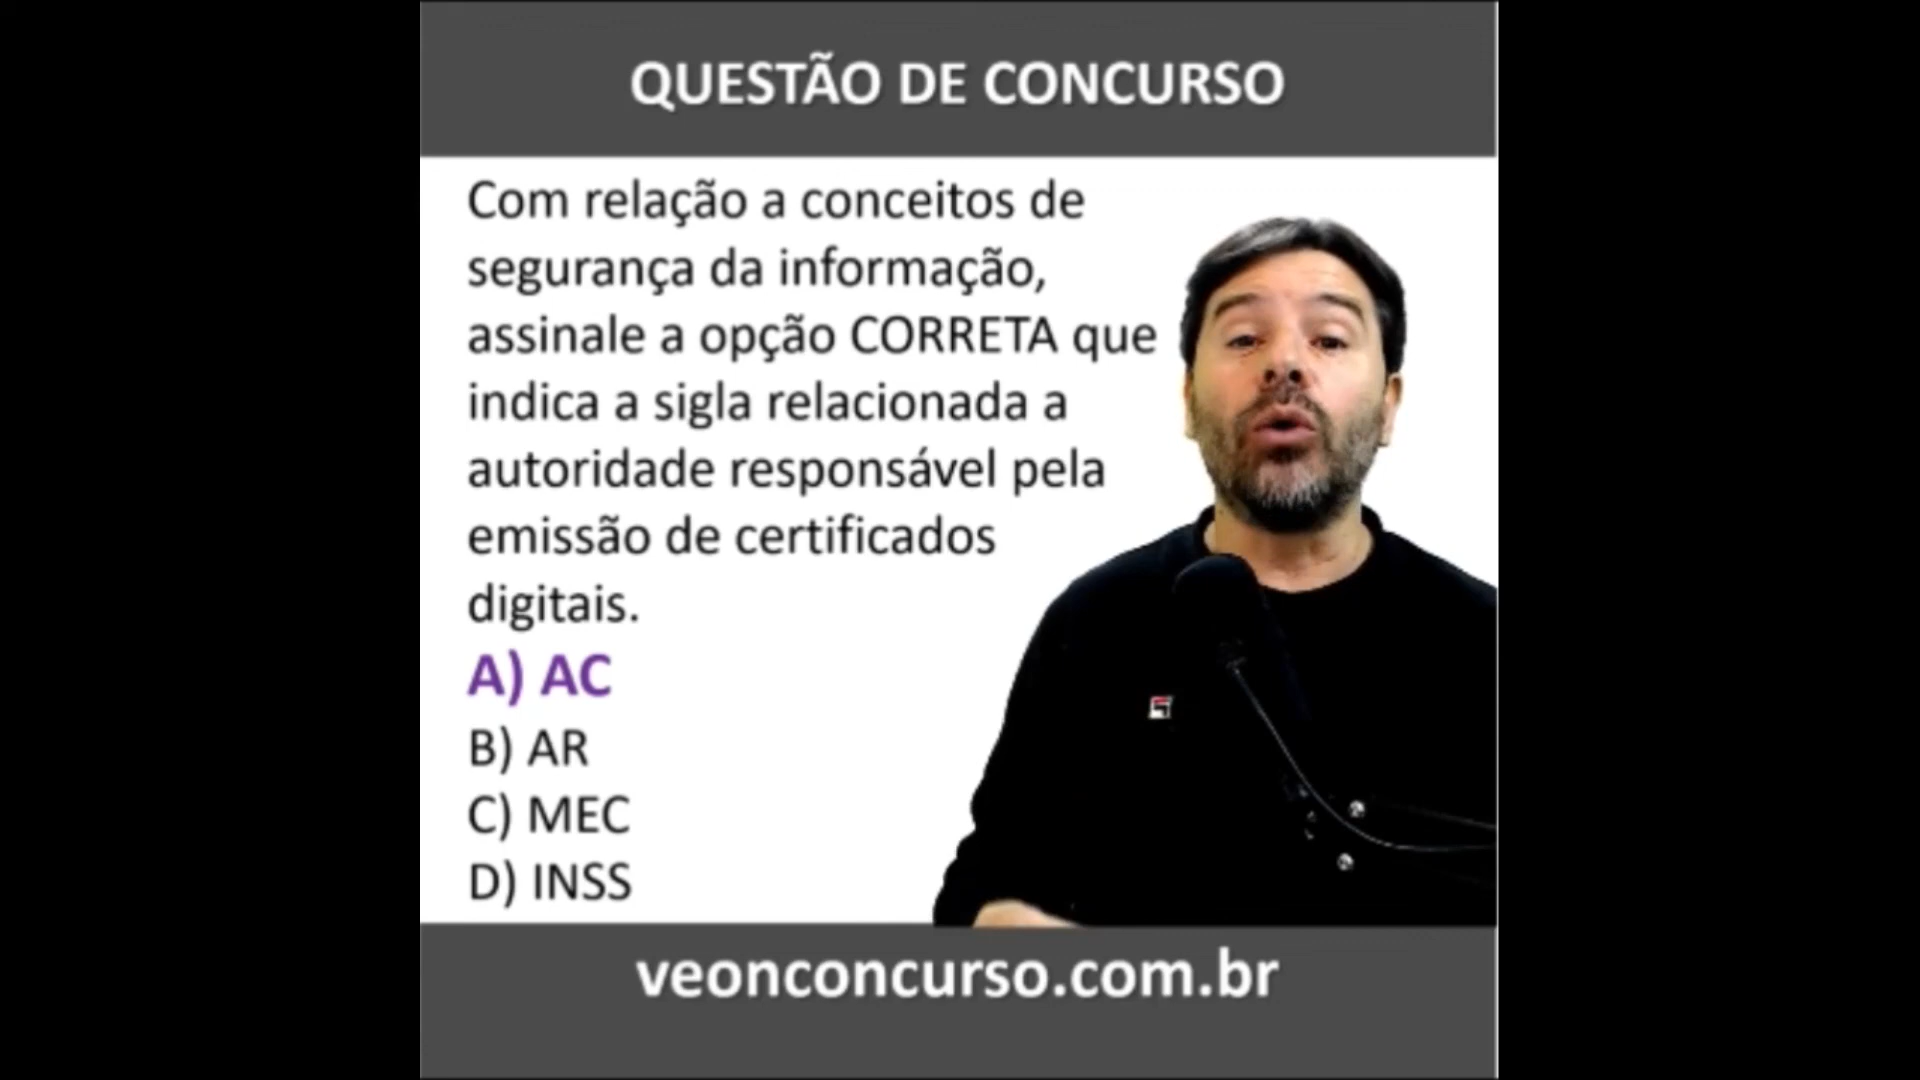 QUESTÃO DE CONCURSO
Com relação a conceitos de
segurança da informação,
assinale a opção CORRETA que
indica a sigla relacionada a
autoridade responsável pela
emissão de certificados
digitais.
A) AC
B) AR
C) MEC
D) INSS
veonconcurso.com.br